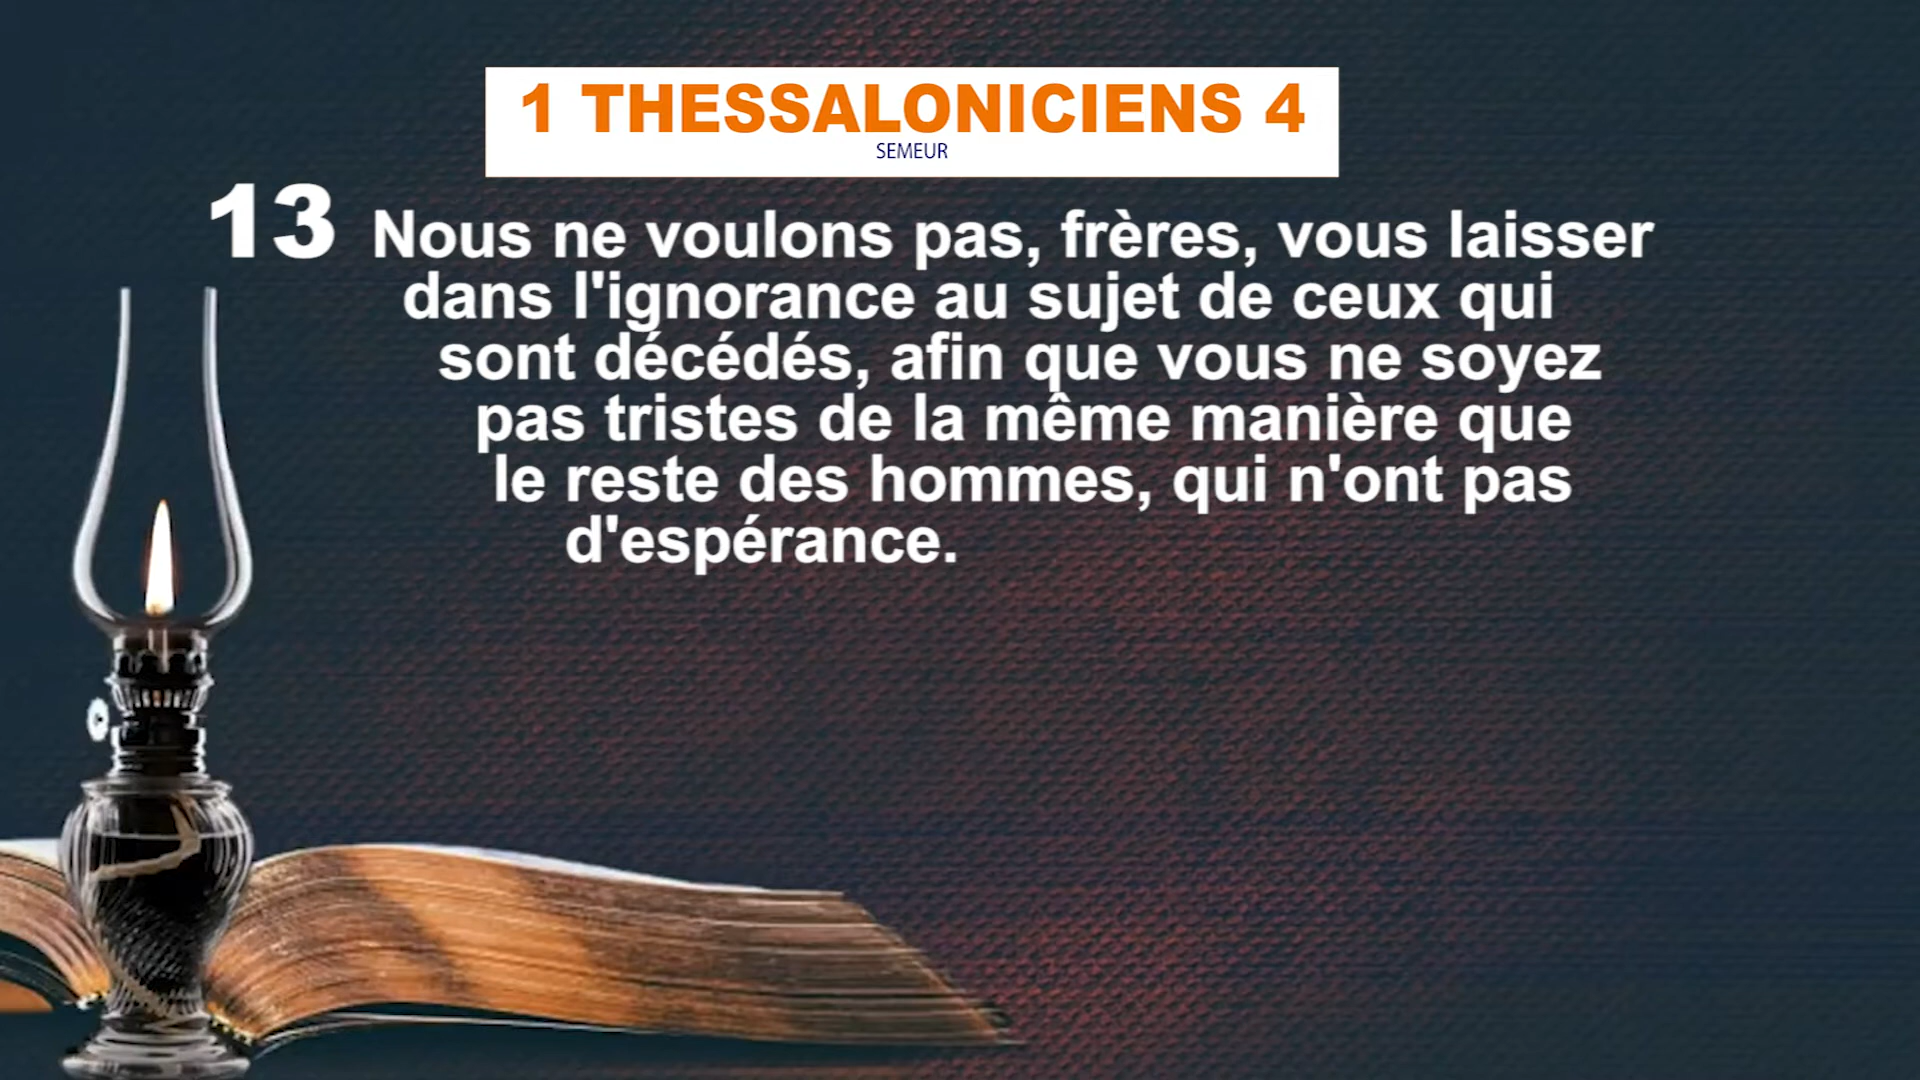 1 THESSALONICIENS 4
SEMEUR
13 Nous ne voulons pas, frères, vous laisser
dans l'ignorance au sujet de ceux qui
sont décédés, afin que vous ne soyez
pas tristes de la même manière que
le reste des hommes, qui n'ont pas
d'espérance.